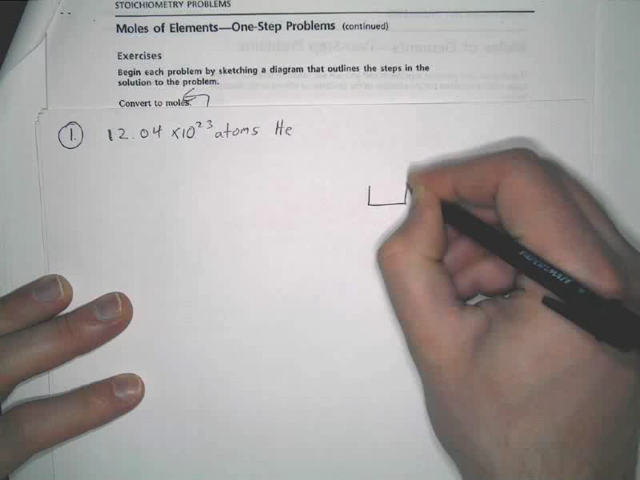 STOICHIOMETRY PROBLEMS
Moles of Elements—One-Step Problems (continued)
Exercises
Begin each problem by sketching a diagram that outlines the steps in the
solution to the problem.
Convert to moles
1. 12.04 x10²³ atoms He